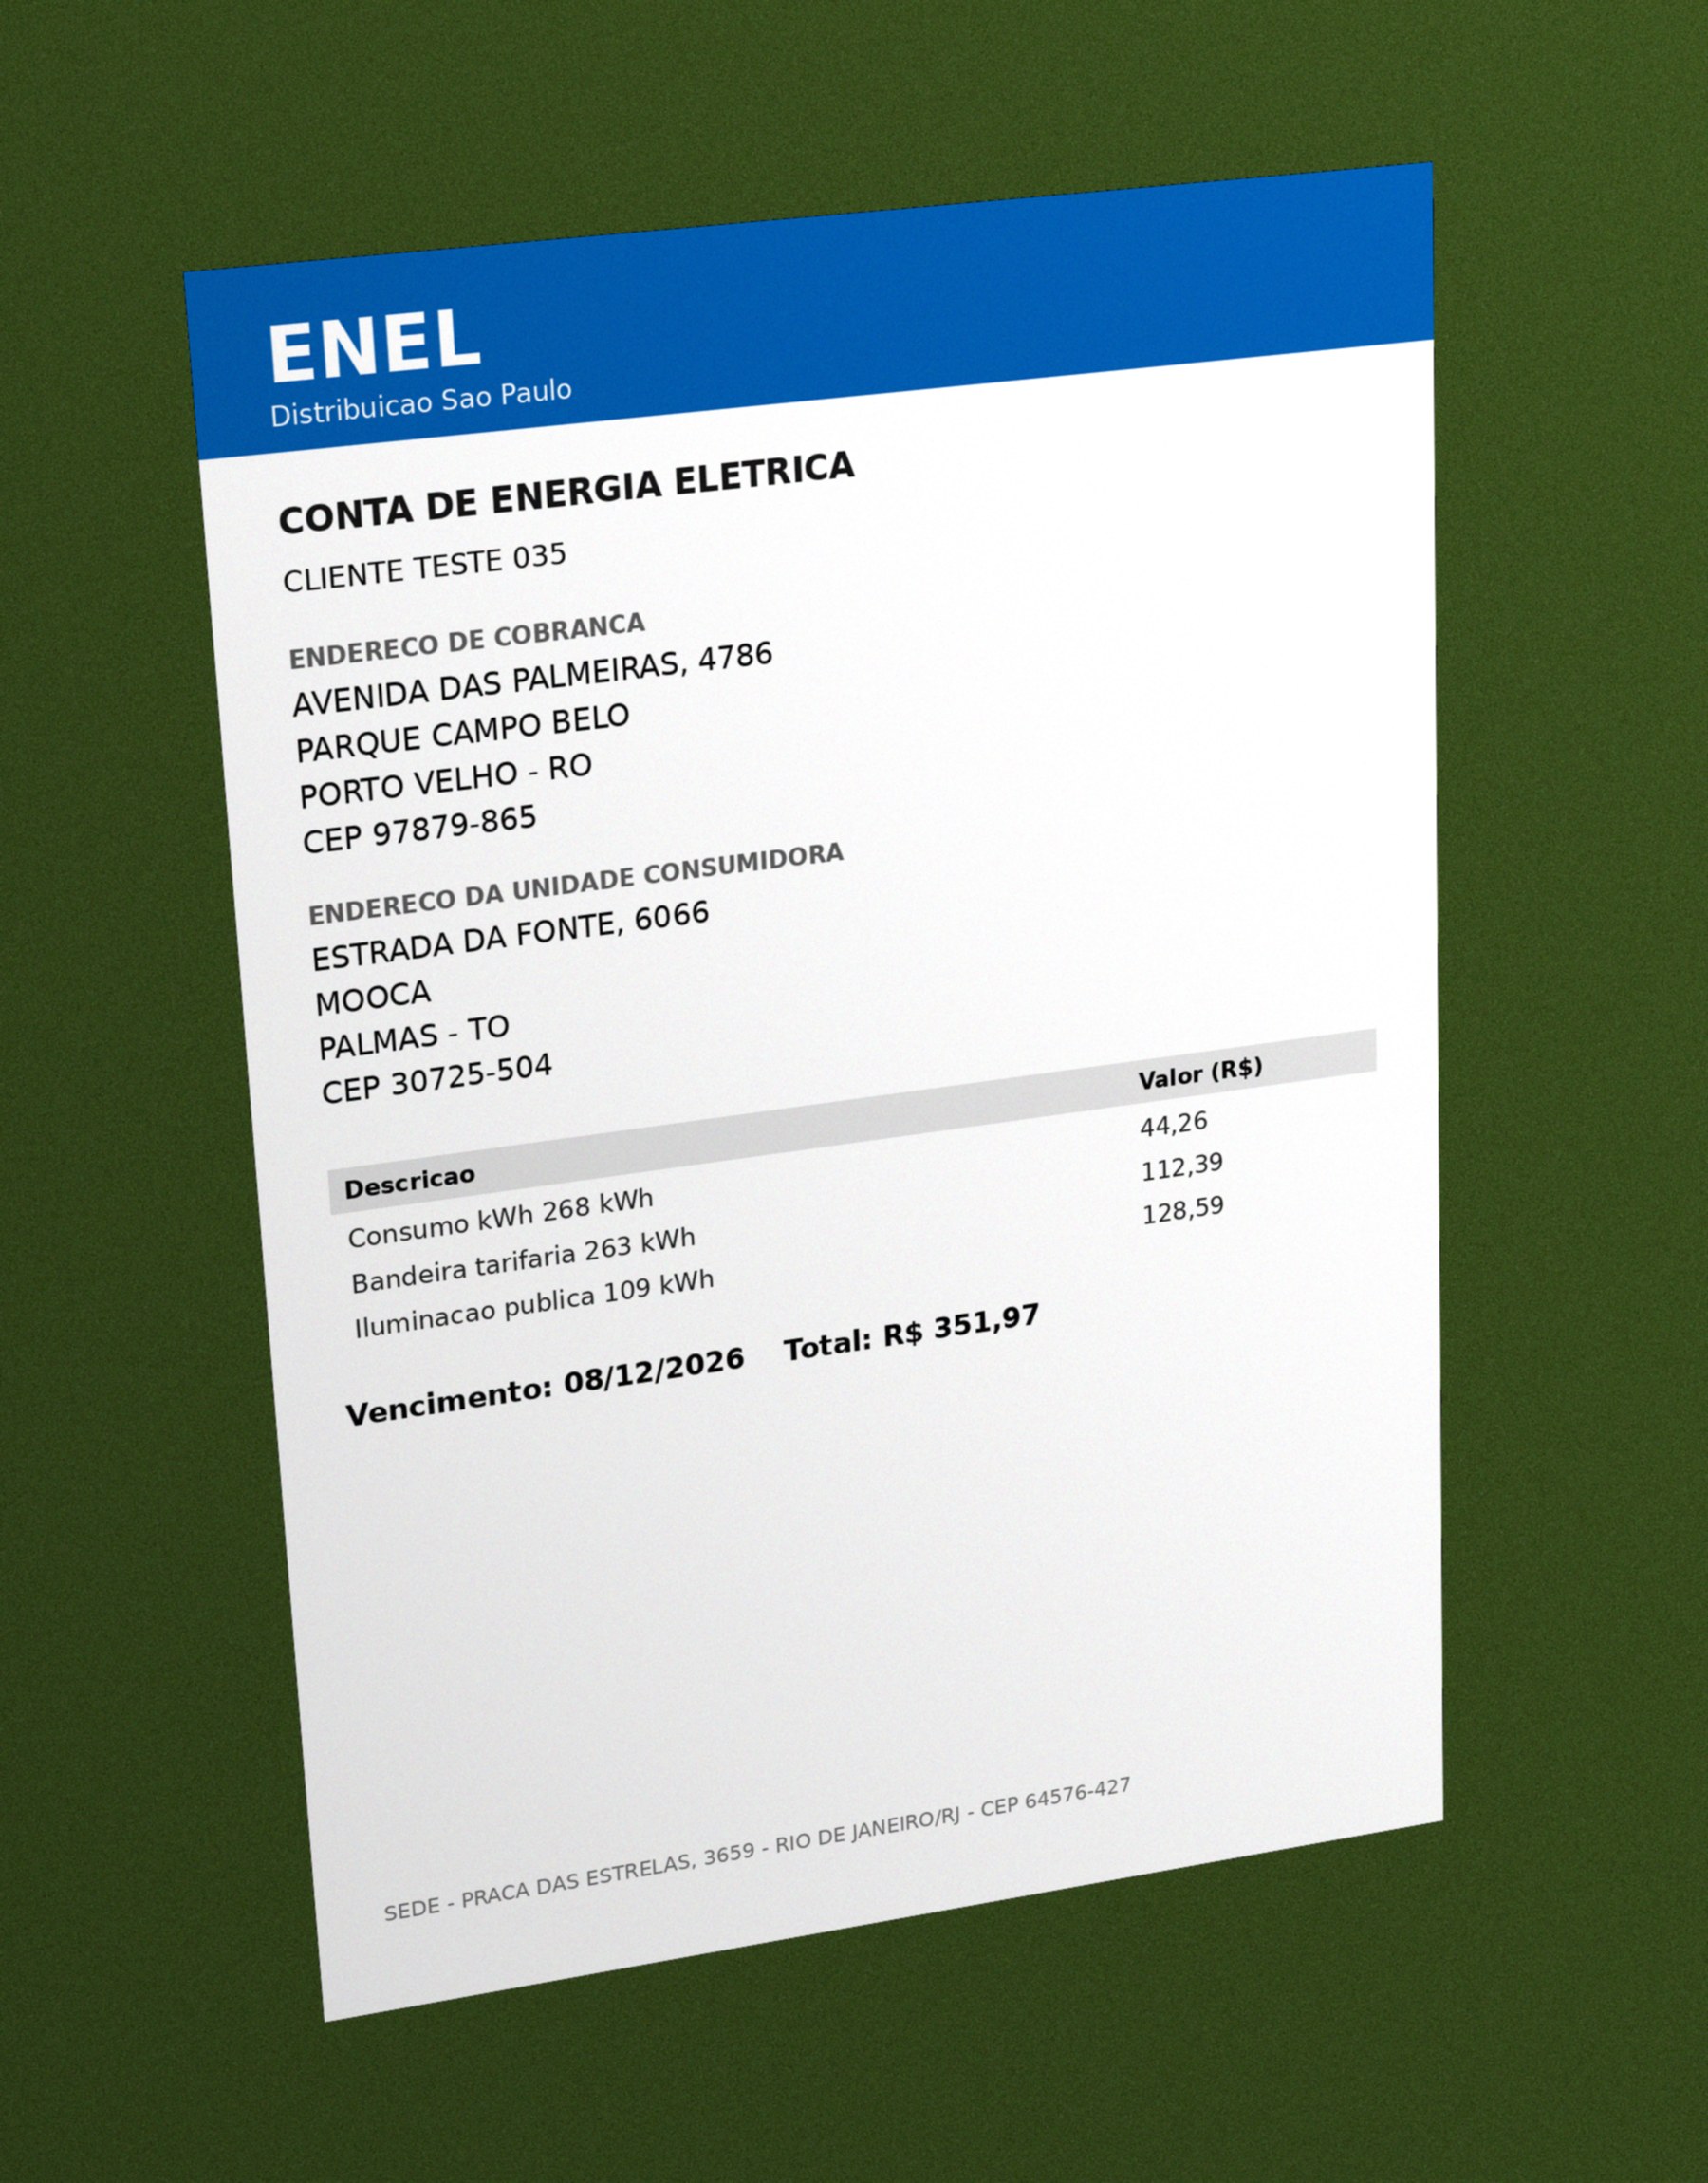 ENEL
Distribuicao Sao Paulo
CONTA DE ENERGIA ELETRICA
CLIENTE TESTE 035
ENDERECO DE COBRANCA
AVENIDA DAS PALMEIRAS, 4786
PARQUE CAMPO BELO
PORTO VELHO - RO
CEP 97879-865
ENDERECO DA UNIDADE CONSUMIDORA
ESTRADA DA FONTE, 6066
MOOCA
PALMAS - TO
CEP 30725-504
Descricao Valor (R$)
Consumo kWh 268 kWh 44,26
Bandeira tarifaria 263 kWh 112,39
Iluminacao publica 109 kWh 128,59
Vencimento: 08/12/2026 Total: R$ 351,97
SEDE - PRACA DAS ESTRELAS, 3659 - RIO DE JANEIRO/RJ - CEP 64576-427